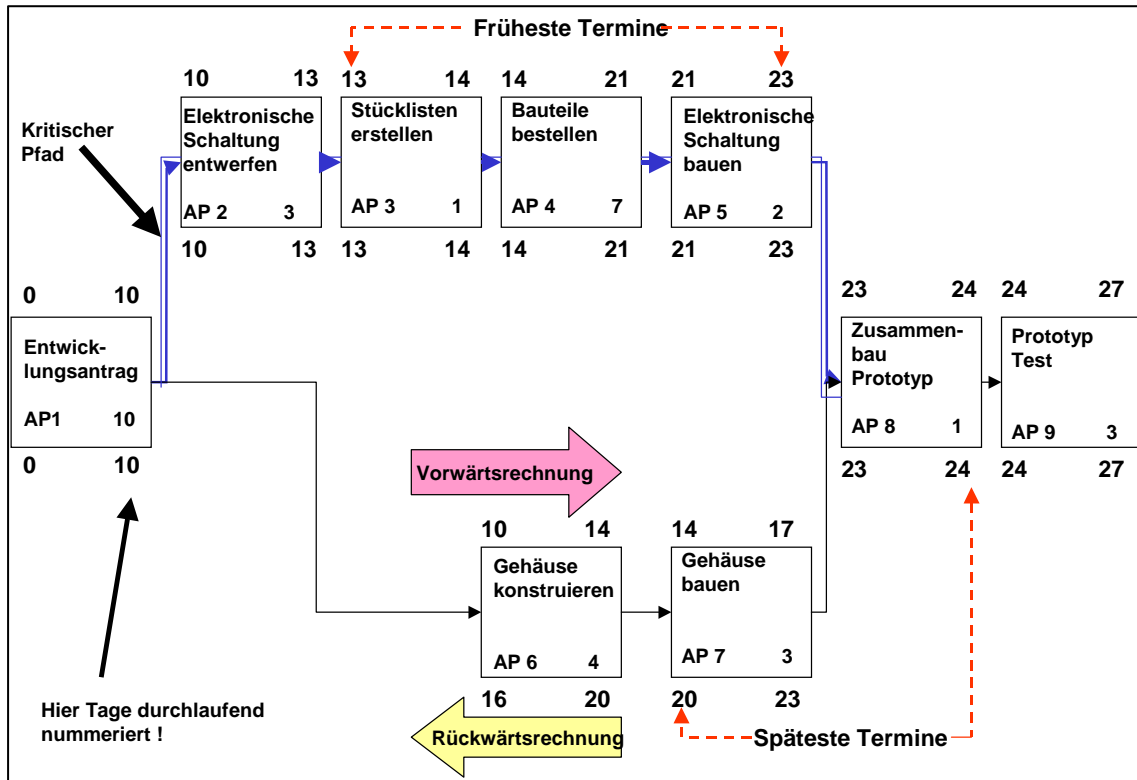 Früheste Termine
10 13 13 14 14 21 21 23
Elektronische
Schaltung
entwerfen
AP 2 3
Stücklisten
erstellen
AP 3 1
Bauteile
bestellen
AP 4 7
Elektronische
Schaltung
bauen
AP 5 2
10 13 13 14 14 21 21 23
Kritischer
Pfad
0 10
Entwick-
lungsantrag
AP1 10
0 10
23 24 24 27
Zusammen-
bau
Prototyp
AP 8 1
Prototyp
Test
AP 9 3
23 24 24 27
Vorwärtsrechnung
10 14 14 17
Gehäuse
konstruieren
AP 6 4
Gehäuse
bauen
AP 7 3
16 20 20 23
Hier Tage durchlaufend
nummeriert !
Rückwärtsrechnung
Späteste Termine